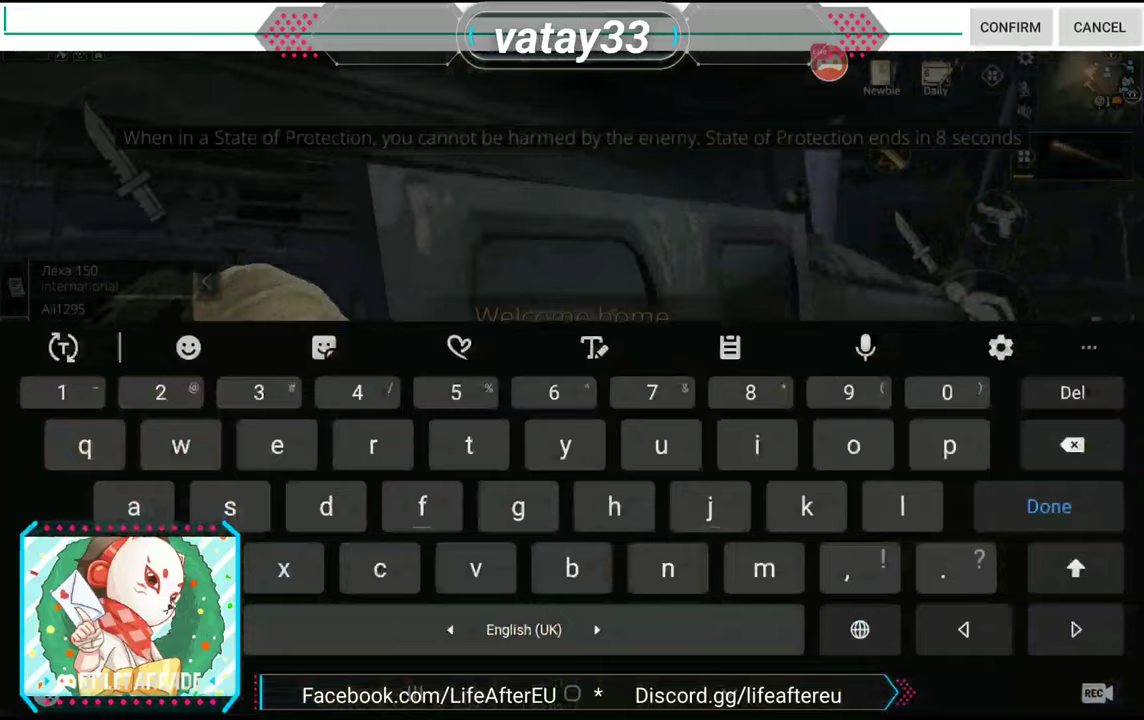 vatay33
CONFIRM
CANCEL
Newbie
Daily
When in a State of Protection, you cannot be harmed by the enemy. State of Protection ends in 8 seconds
Леха 150
international
Ali1295
Welcome home
1 - 2 @ 3 # 4 / 5 % 6 ^ 7 & 8 * 9 ( 0 ) Del
q w e r t y u i o p
a s d f g h j k l Done
x c v b n m , ! . ?
English (UK)
Facebook.com/LifeAfterEU * Discord.gg/lifeaftereu
REC